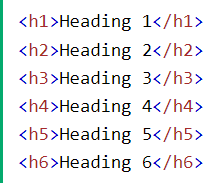 <h1>Heading 1</h1>
<h2>Heading 2</h2>
<h3>Heading 3</h3>
<h4>Heading 4</h4>
<h5>Heading 5</h5>
<h6>Heading 6</h6>